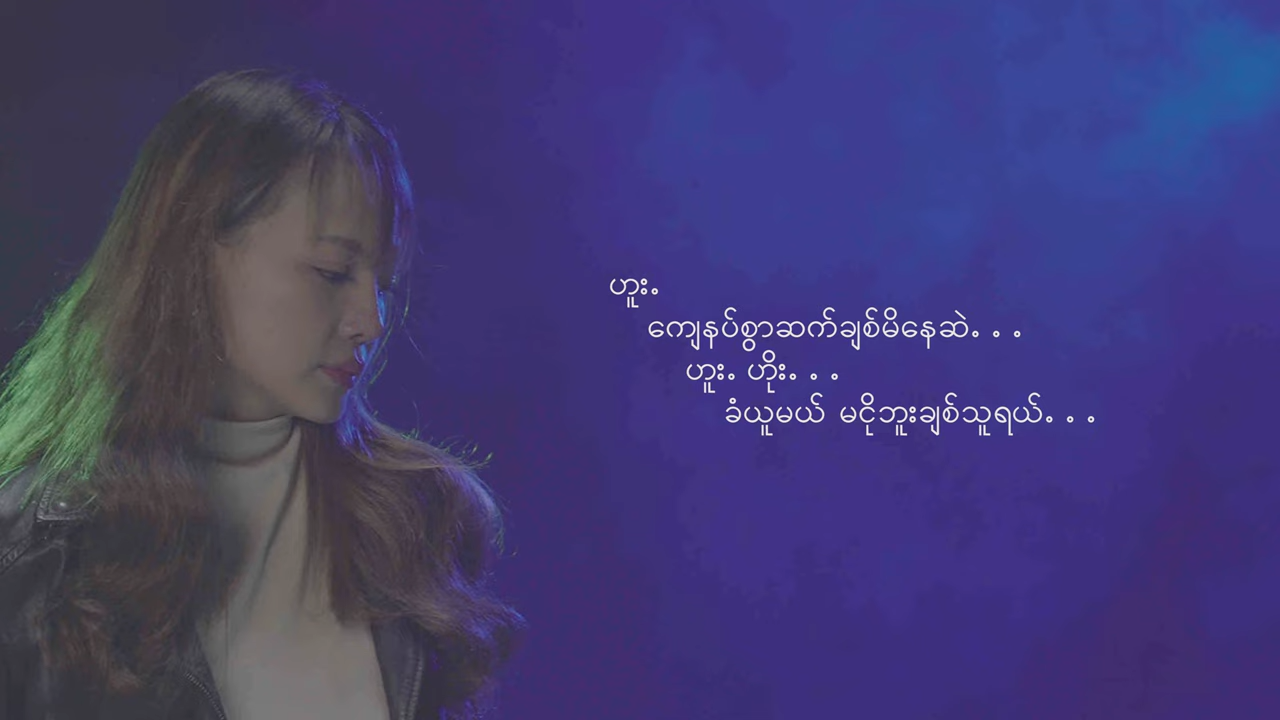 ဟူး.
ကျေနပ်စွာဆက်ချစ်မိနေဆဲ. . .
ဟူး. ဟိုး. . .
ခံယူမယ် မငိုဘူးချစ်သူရယ်. . .